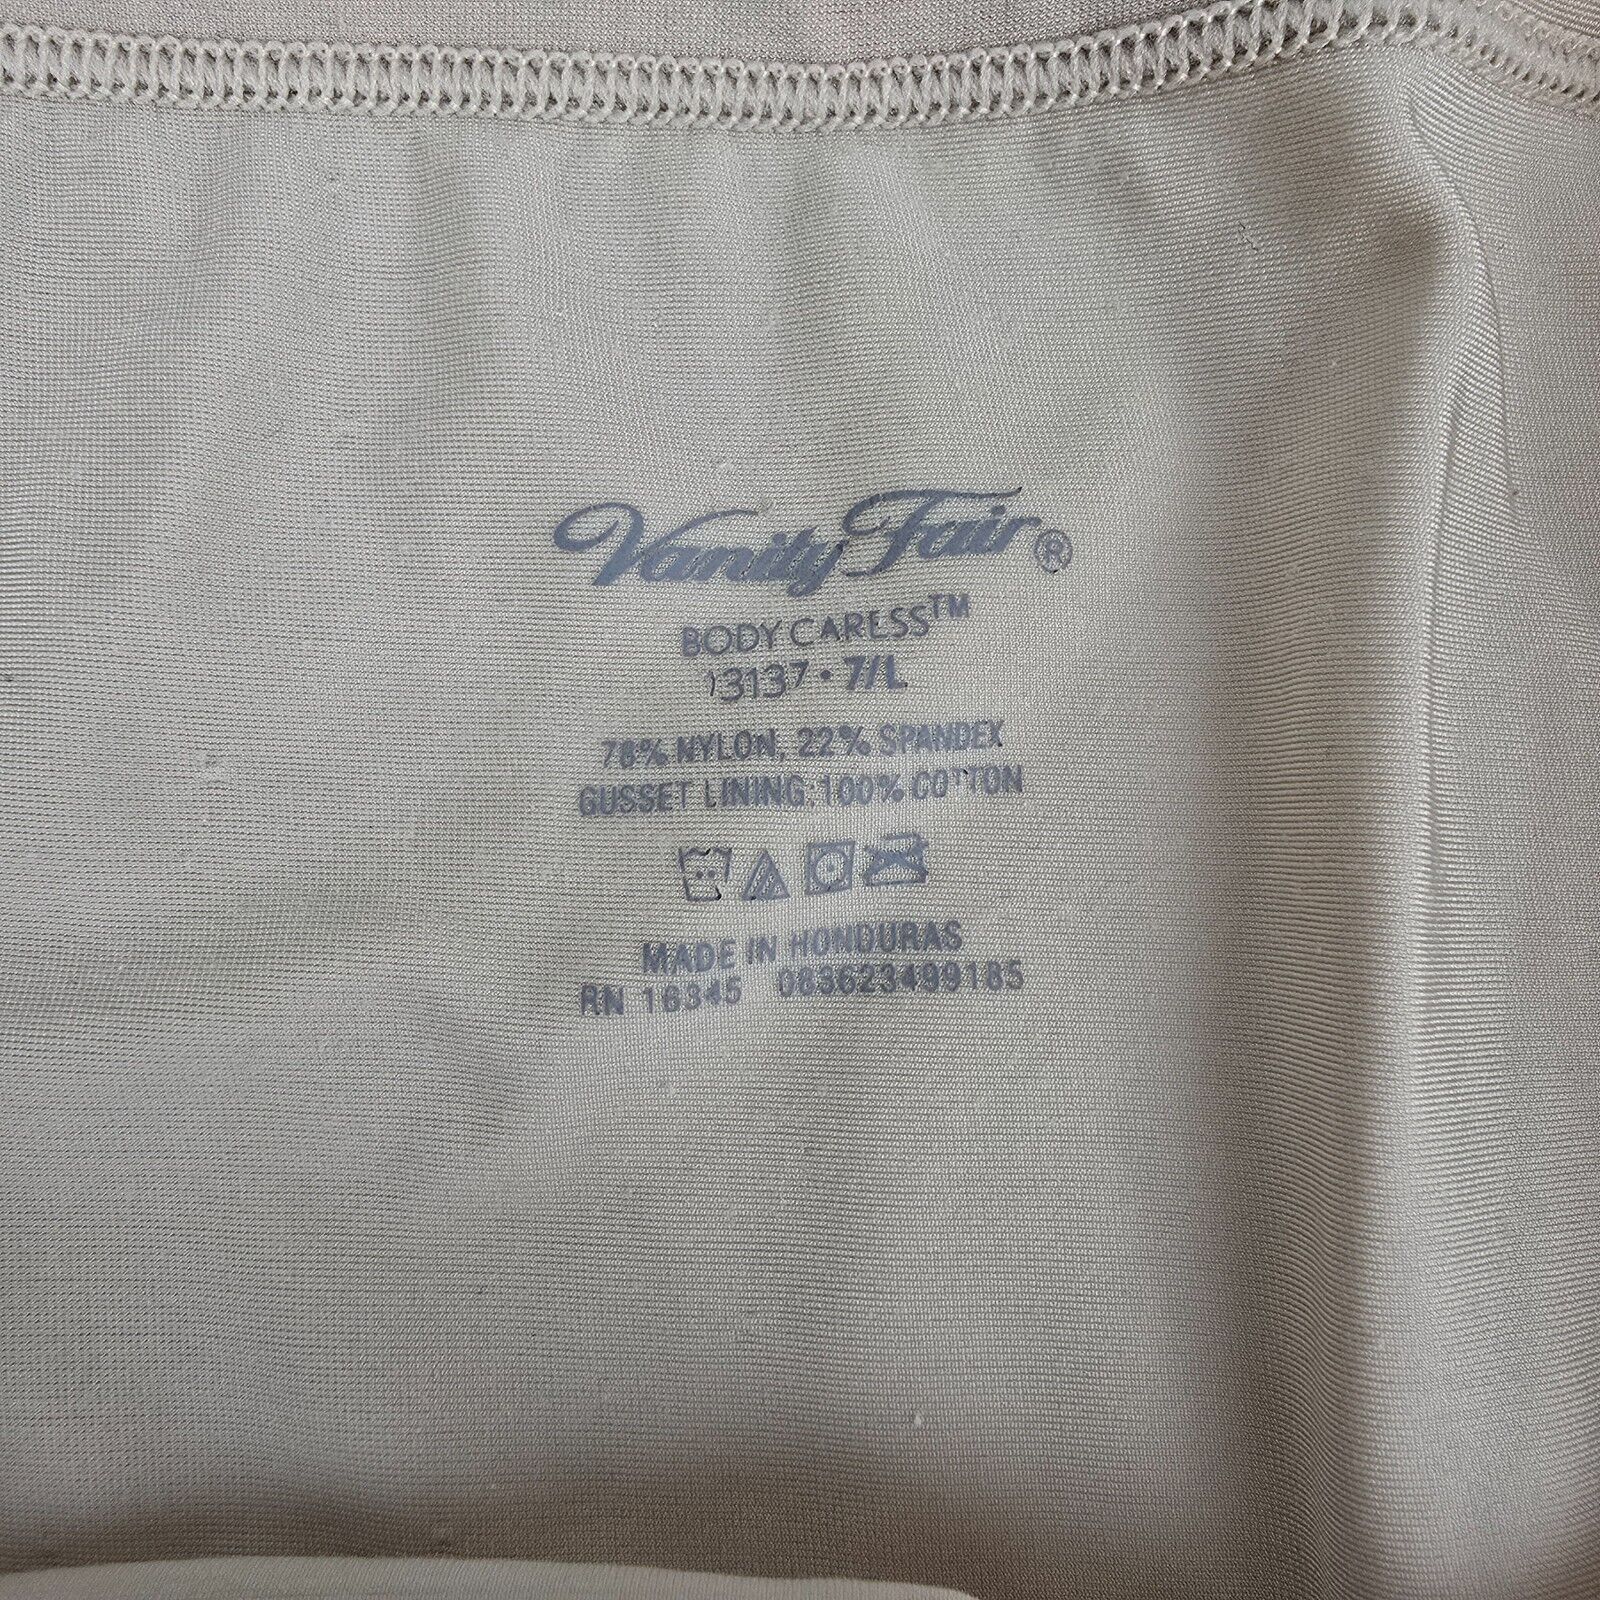 Vanity Fair®
BODY CARESS™
13137 • 7/L
78% NYLON, 22% SPANDEX
GUSSET LINING: 100% COTTON
MADE IN HONDURAS
RN 16345 083623499185